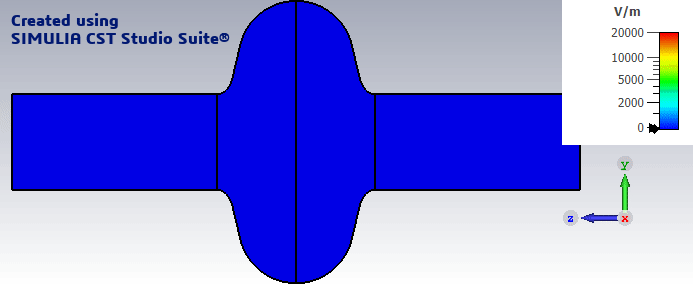 Created using
SIMULIA CST Studio Suite®
V/m
20000
10000
5000
2000
0
y
z
x